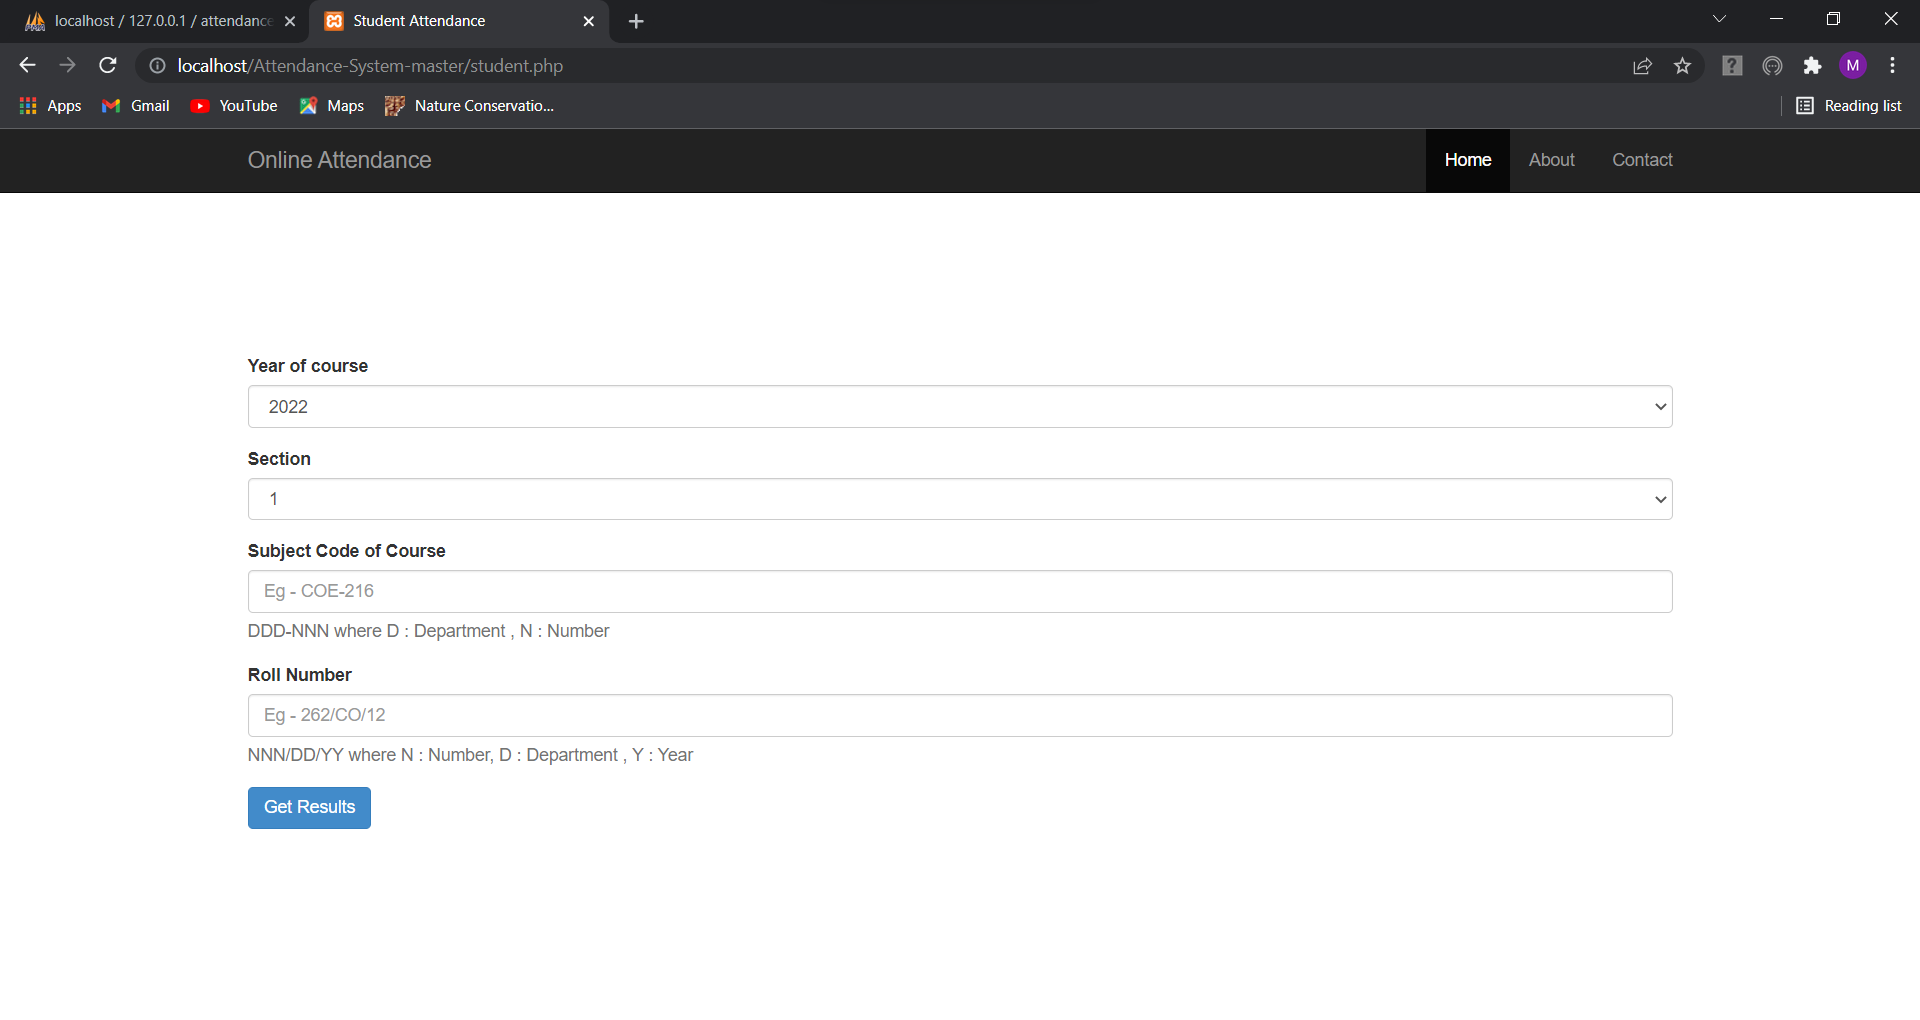 localhost / 127.0.0.1 / attendance
Student Attendance
localhost/Attendance-System-master/student.php
M
Apps
Gmail
YouTube
Maps
Nature Conservatio...
Reading list
Online Attendance
Home
About
Contact
Year of course
2022
Section
1
Subject Code of Course
Eg - COE-216
DDD-NNN where D : Department , N : Number
Roll Number
Eg - 262/CO/12
NNN/DD/YY where N : Number, D : Department , Y : Year
Get Results